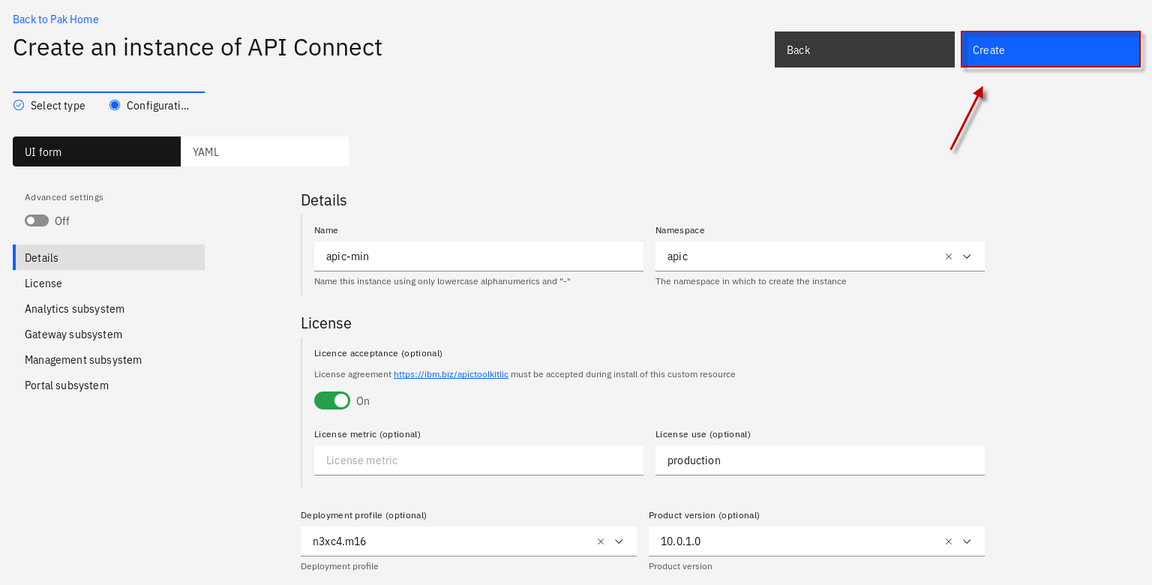 Back to Pak Home
Create an instance of API Connect
Back
Create
Select type
Configurati...
UI form
YAML
Advanced settings
Off
Details
License
Analytics subsystem
Gateway subsystem
Management subsystem
Portal subsystem
Details
Name
Namespace
apic-min
apic
Name this instance using only lowercase alphanumerics and "-"
The namespace in which to create the instance
License
Licence acceptance (optional)
License agreement https://ibm.biz/apictoolkitlic must be accepted during install of this custom resource
On
License metric (optional)
License use (optional)
License metric
production
Deployment profile (optional)
Product version (optional)
n3xc4.m16
10.0.1.0
Deployment profile
Product version